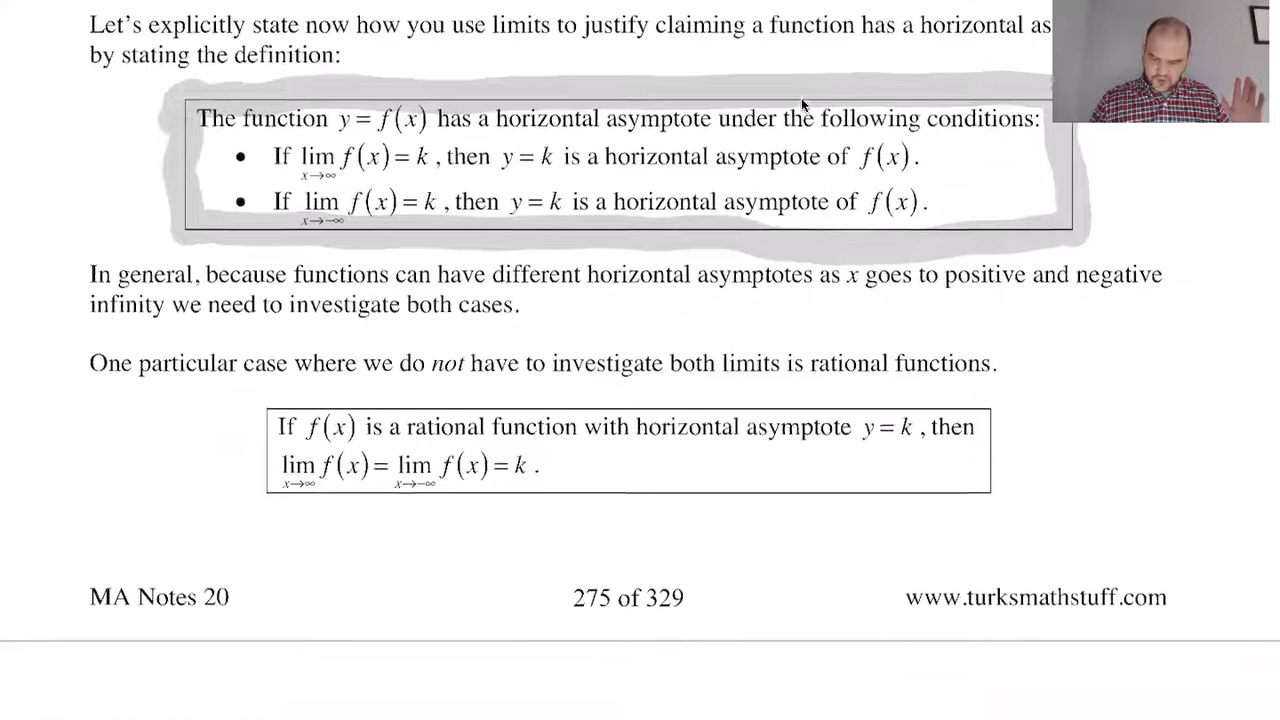 Let's explicitly state now how you use limits to justify claiming a function has a horizontal as
by stating the definition:
The function y = f(x) has a horizontal asymptote under the following conditions:
• If lim f(x) = k , then y = k is a horizontal asymptote of f(x).
x→∞
• If lim f(x) = k , then y = k is a horizontal asymptote of f(x).
x→−∞
In general, because functions can have different horizontal asymptotes as x goes to positive and negative
infinity we need to investigate both cases.
One particular case where we do not have to investigate both limits is rational functions.
If f(x) is a rational function with horizontal asymptote y = k , then
lim f(x) = lim f(x) = k .
x→∞ x→−∞
MA Notes 20 275 of 329 www.turksmathstuff.com